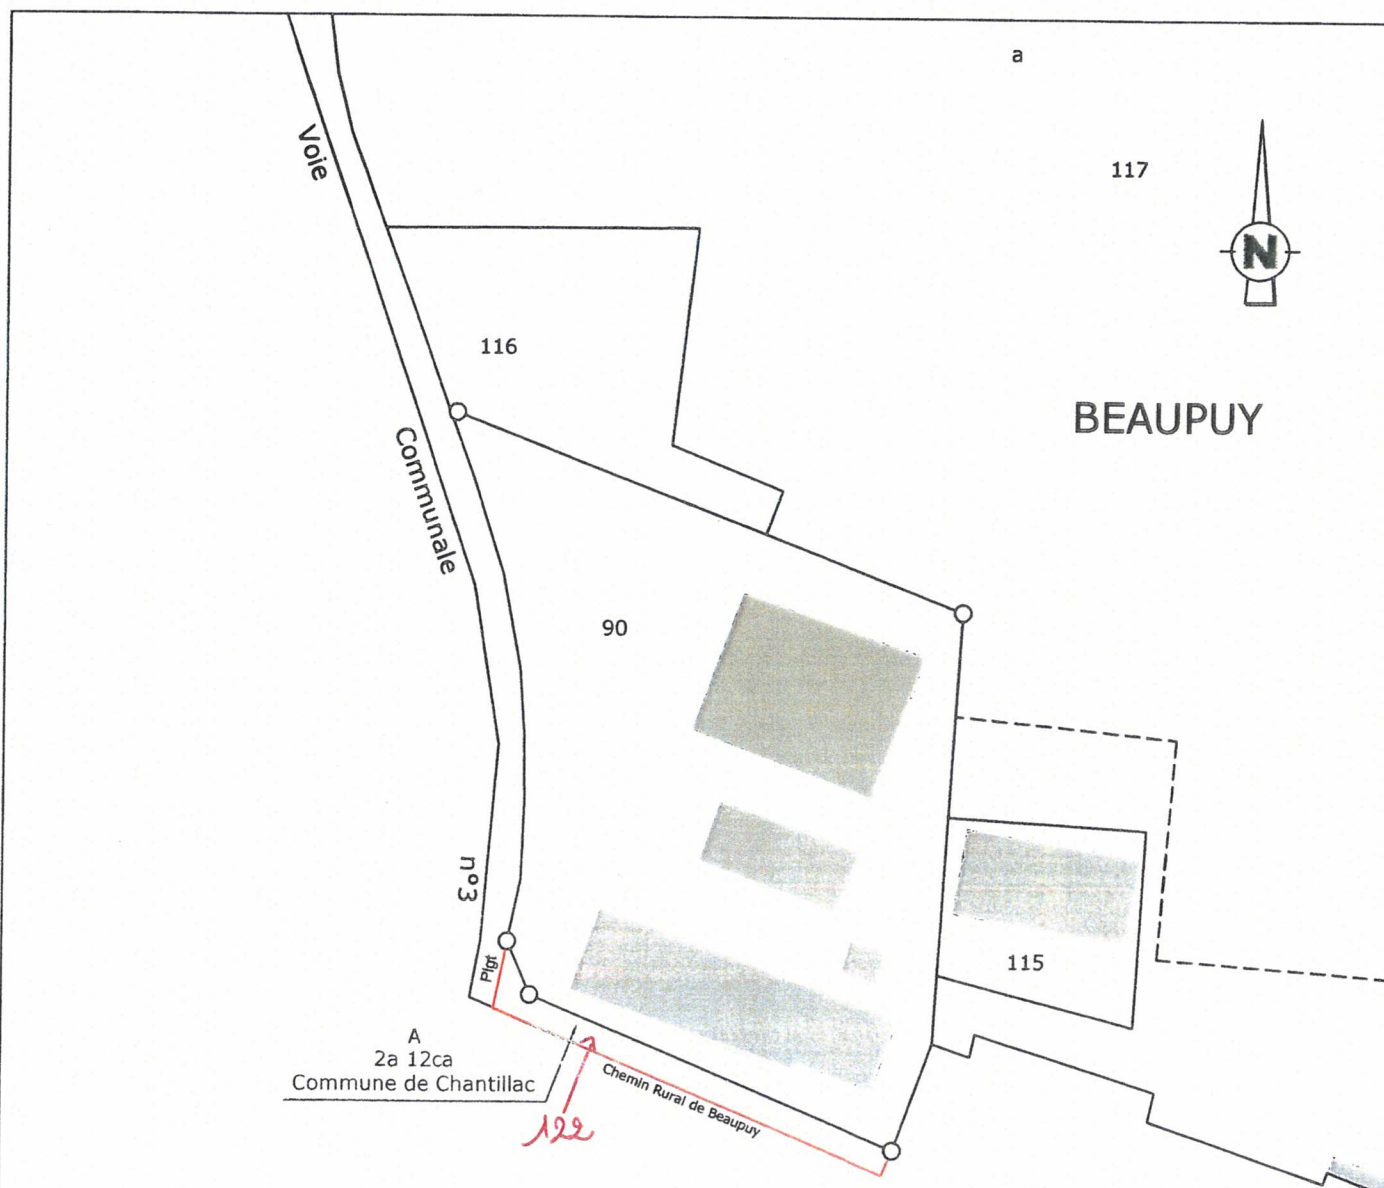 a
117
N
Voie
116
BEAUPUY
Communale
90
n°3
Plgt
115
A
2a 12ca
Commune de Chantillac
Chemin Rural de Beaupuy
122